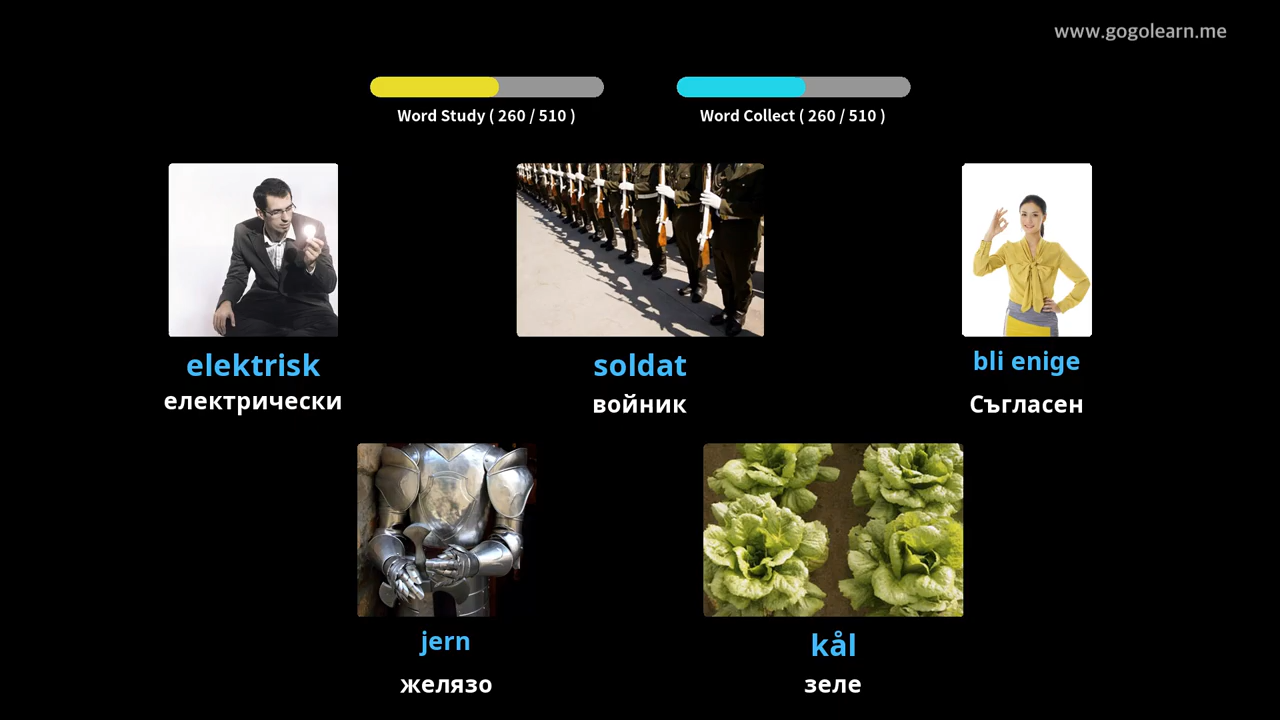 www.gogolearn.me
Word Study ( 260 / 510 )
Word Collect ( 260 / 510 )
elektrisk
електрически
soldat
войник
bli enige
Съгласен
jern
желязо
kål
зеле